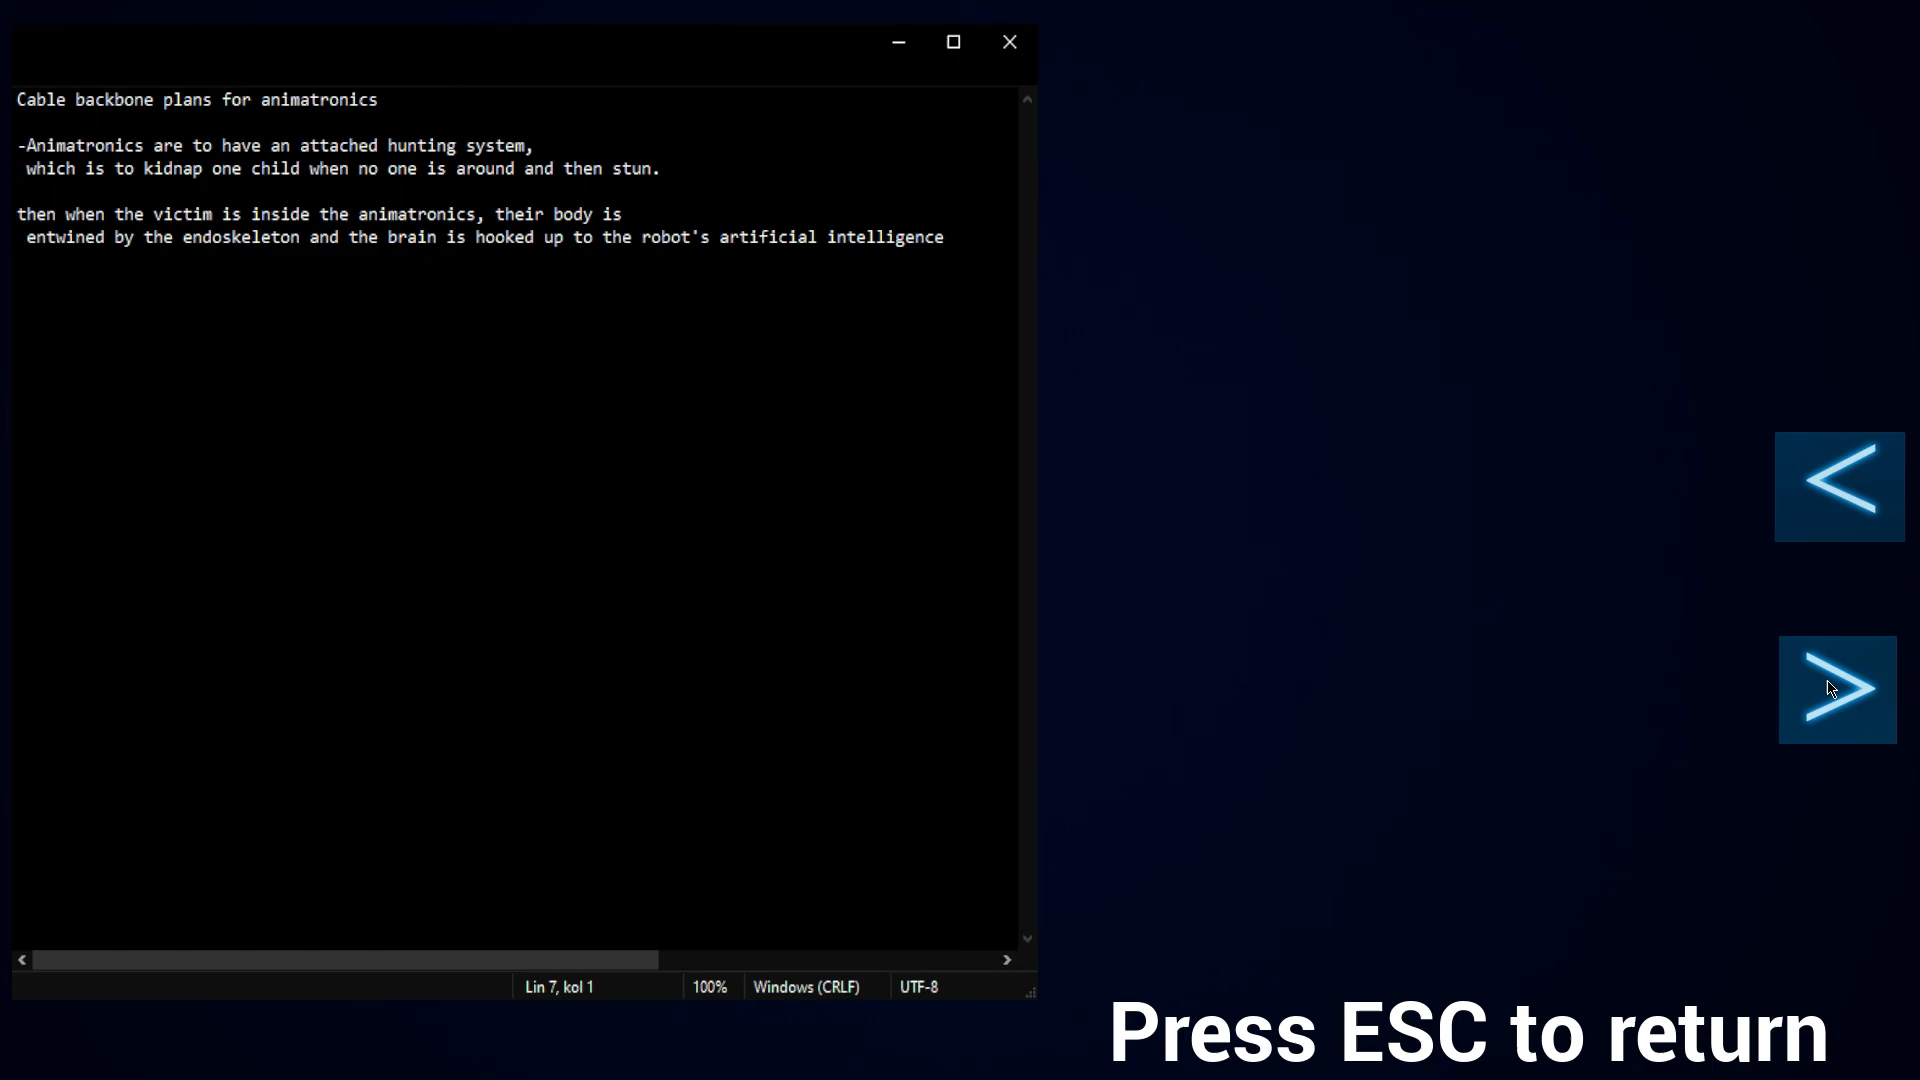 Cable backbone plans for animatronics
-Animatronics are to have an attached hunting system,
which is to kidnap one child when no one is around and then stun.
then when the victim is inside the animatronics, their body is
entwined by the endoskeleton and the brain is hooked up to the robot's artificial intelligence
<
>
Lin 7, kol 1 100% Windows (CRLF) UTF-8
Press ESC to return